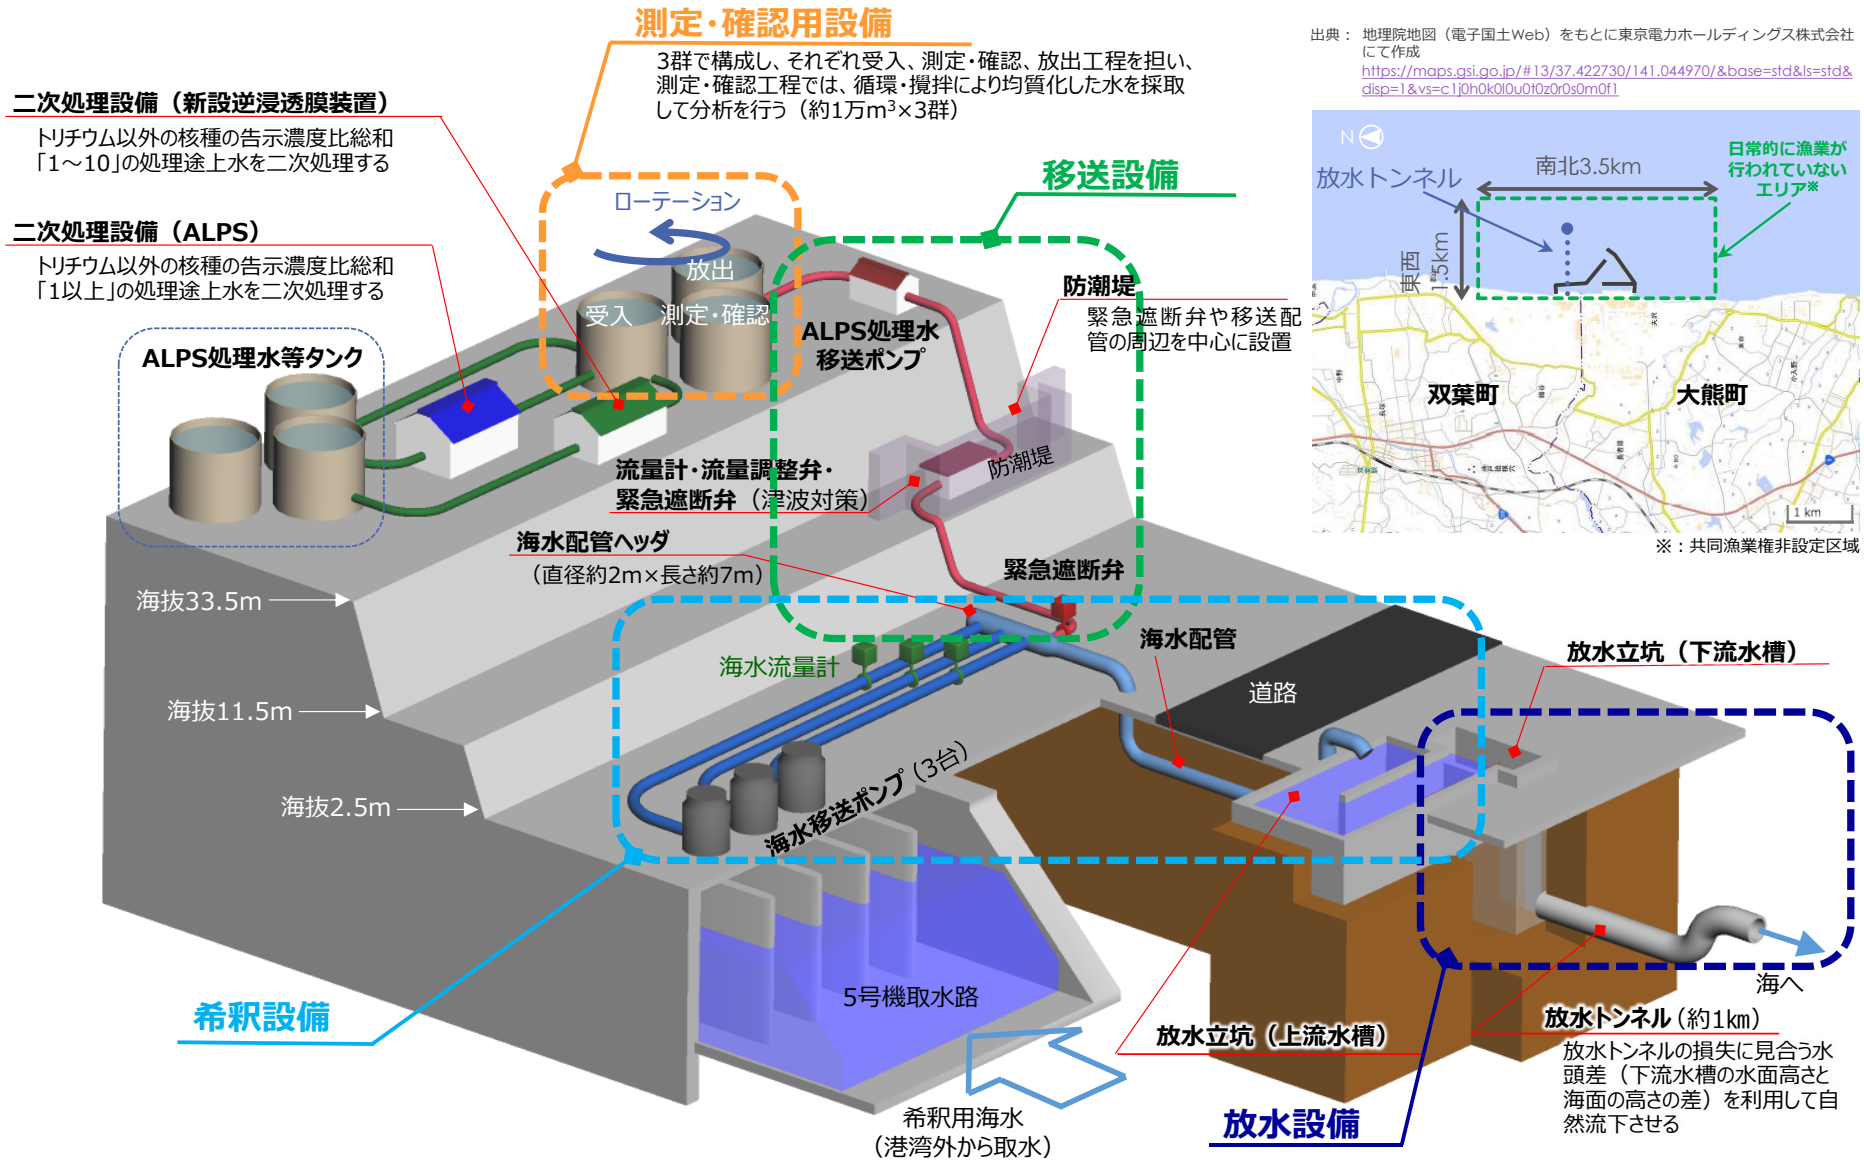 測定・確認用設備
3群で構成し、それぞれ受入、測定・確認、放出工程を担い、
測定・確認工程では、循環・攪拌により均質化した水を採取
して分析を行う（約1万m³×3群）
出典： 地理院地図（電子国土Web）をもとに東京電力ホールディングス株式会社
にて作成
https://maps.gsi.go.jp/#13/37.422730/141.044970/&base=std&ls=std&
disp=1&vs=c1j0h0k0l0u0t0z0r0s0m0f1
二次処理設備（新設逆浸透膜装置）
トリチウム以外の核種の告示濃度比総和
「1～10」の処理途上水を二次処理する
二次処理設備（ALPS）
トリチウム以外の核種の告示濃度比総和
「1以上」の処理途上水を二次処理する
ALPS処理水等タンク
ローテーション
放出
受入
測定・確認
移送設備
ALPS処理水
移送ポンプ
防潮堤
緊急遮断弁や移送配
管の周辺を中心に設置
防潮堤
流量計・流量調整弁・
緊急遮断弁（津波対策）
海水配管ヘッダ
（直径約2m×長さ約7m）
緊急遮断弁
N
放水トンネル
南北3.5km
東西
1.5km
日常的に漁業が
行われていない
エリア※
双葉町
大熊町
1 km
※：共同漁業権非設定区域
海抜33.5m
海抜11.5m
海抜2.5m
海水流量計
海水配管
道路
放水立坑（下流水槽）
海水移送ポンプ（3台）
5号機取水路
希釈設備
希釈用海水
（港湾外から取水）
放水立坑（上流水槽）
放水設備
海へ
放水トンネル（約1㎞）
放水トンネルの損失に見合う水
頭差（下流水槽の水面高さと
海面の高さの差）を利用して自
然流下させる